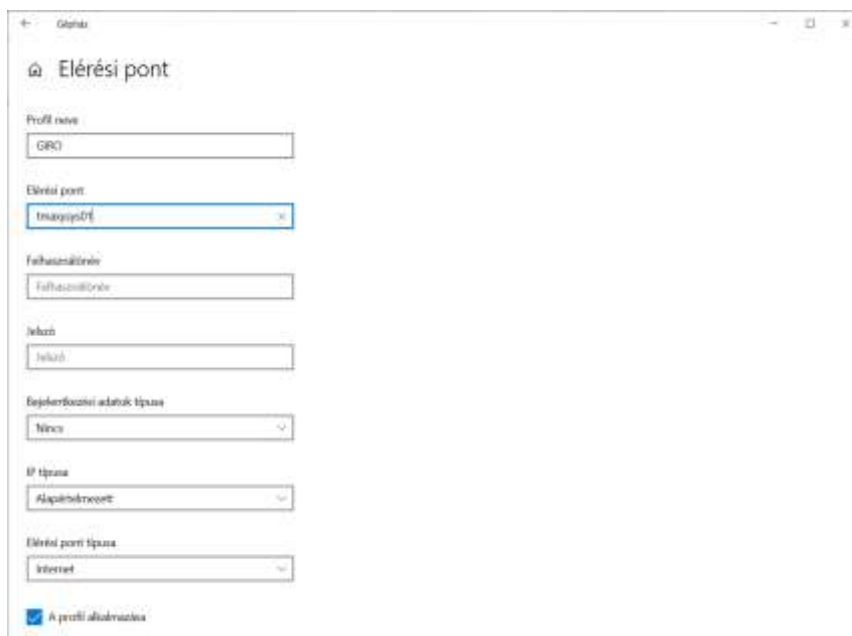 Gépház
Elérési pont
Profil neve
GIRO
Elérési pont
tmaxysys01
Felhasználónév
Felhasználónév
Jelszó
Jelszó
Bejelentkezési adatok típusa
Nincs
IP típusa
Alapértelmezett
Elérési pont típusa
Internet
A profil alkalmazása